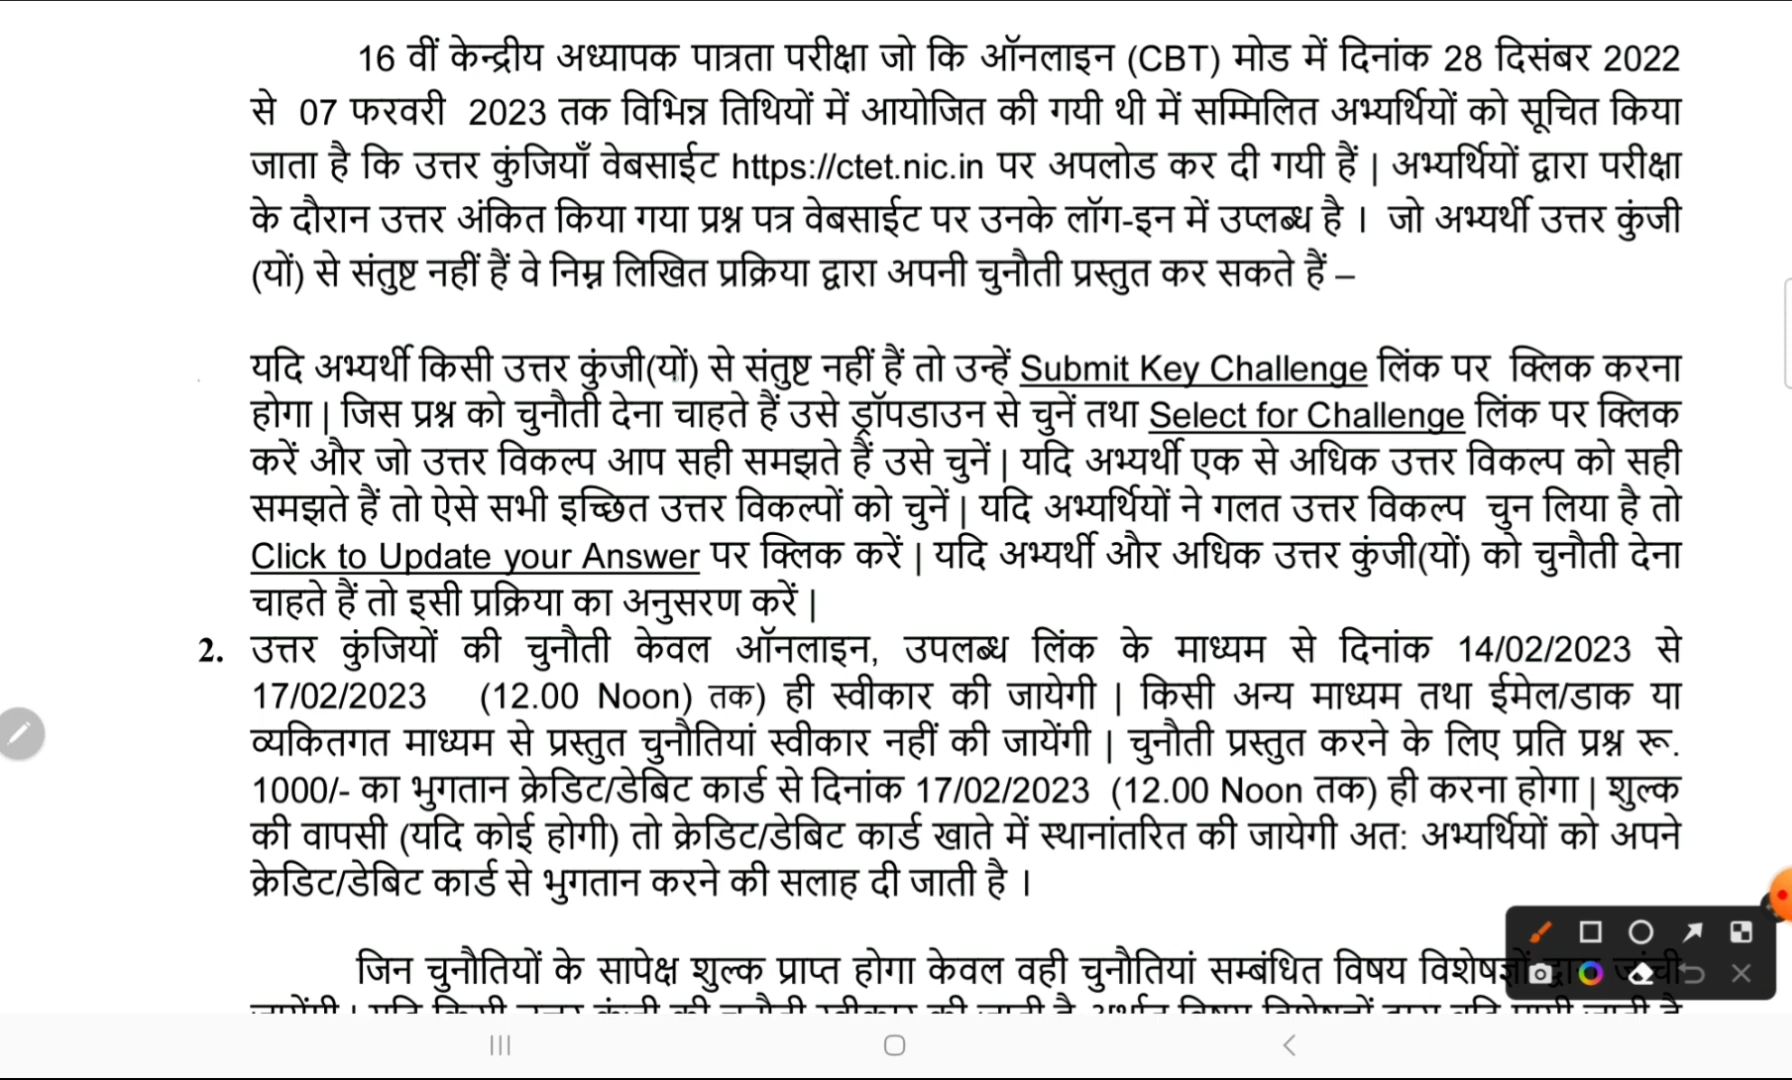 16 वीं केन्द्रीय अध्यापक पात्रता परीक्षा जो कि ऑनलाइन (CBT) मोड में दिनांक 28 दिसंबर 2022
से 07 फरवरी 2023 तक विभिन्न तिथियों में आयोजित की गयी थी में सम्मिलित अभ्यर्थियों को सूचित किया
जाता है कि उत्तर कुंजियाँ वेबसाईट https://ctet.nic.in पर अपलोड कर दी गयी हैं | अभ्यर्थियों द्वारा परीक्षा
के दौरान उत्तर अंकित किया गया प्रश्न पत्र वेबसाईट पर उनके लॉग-इन में उप्लब्ध है । जो अभ्यर्थी उत्तर कुंजी
(यों) से संतुष्ट नहीं हैं वे निम्न लिखित प्रक्रिया द्वारा अपनी चुनौती प्रस्तुत कर सकते हैं –
यदि अभ्यर्थी किसी उत्तर कुंजी(यों) से संतुष्ट नहीं हैं तो उन्हें Submit Key Challenge लिंक पर क्लिक करना
होगा | जिस प्रश्न को चुनौती देना चाहते हैं उसे ड्रॉपडाउन से चुनें तथा Select for Challenge लिंक पर क्लिक
करें और जो उत्तर विकल्प आप सही समझते हैं उसे चुनें | यदि अभ्यर्थी एक से अधिक उत्तर विकल्प को सही
समझते हैं तो ऐसे सभी इच्छित उत्तर विकल्पों को चुनें | यदि अभ्यर्थियों ने गलत उत्तर विकल्प चुन लिया है तो
Click to Update your Answer पर क्लिक करें | यदि अभ्यर्थी और अधिक उत्तर कुंजी(यों) को चुनौती देना
चाहते हैं तो इसी प्रक्रिया का अनुसरण करें |
2. उत्तर कुंजियों की चुनौती केवल ऑनलाइन, उपलब्ध लिंक के माध्यम से दिनांक 14/02/2023 से
17/02/2023 (12.00 Noon) तक) ही स्वीकार की जायेगी | किसी अन्य माध्यम तथा ईमेल/डाक या
व्यकितगत माध्यम से प्रस्तुत चुनौतियां स्वीकार नहीं की जायेंगी | चुनौती प्रस्तुत करने के लिए प्रति प्रश्न रू.
1000/- का भुगतान क्रेडिट/डेबिट कार्ड से दिनांक 17/02/2023 (12.00 Noon तक) ही करना होगा | शुल्क
की वापसी (यदि कोई होगी) तो क्रेडिट/डेबिट कार्ड खाते में स्थानांतरित की जायेगी अत: अभ्यर्थियों को अपने
क्रेडिट/डेबिट कार्ड से भुगतान करने की सलाह दी जाती है ।
जिन चुनौतियों के सापेक्ष शुल्क प्राप्त होगा केवल वही चुनौतियां सम्बंधित विषय